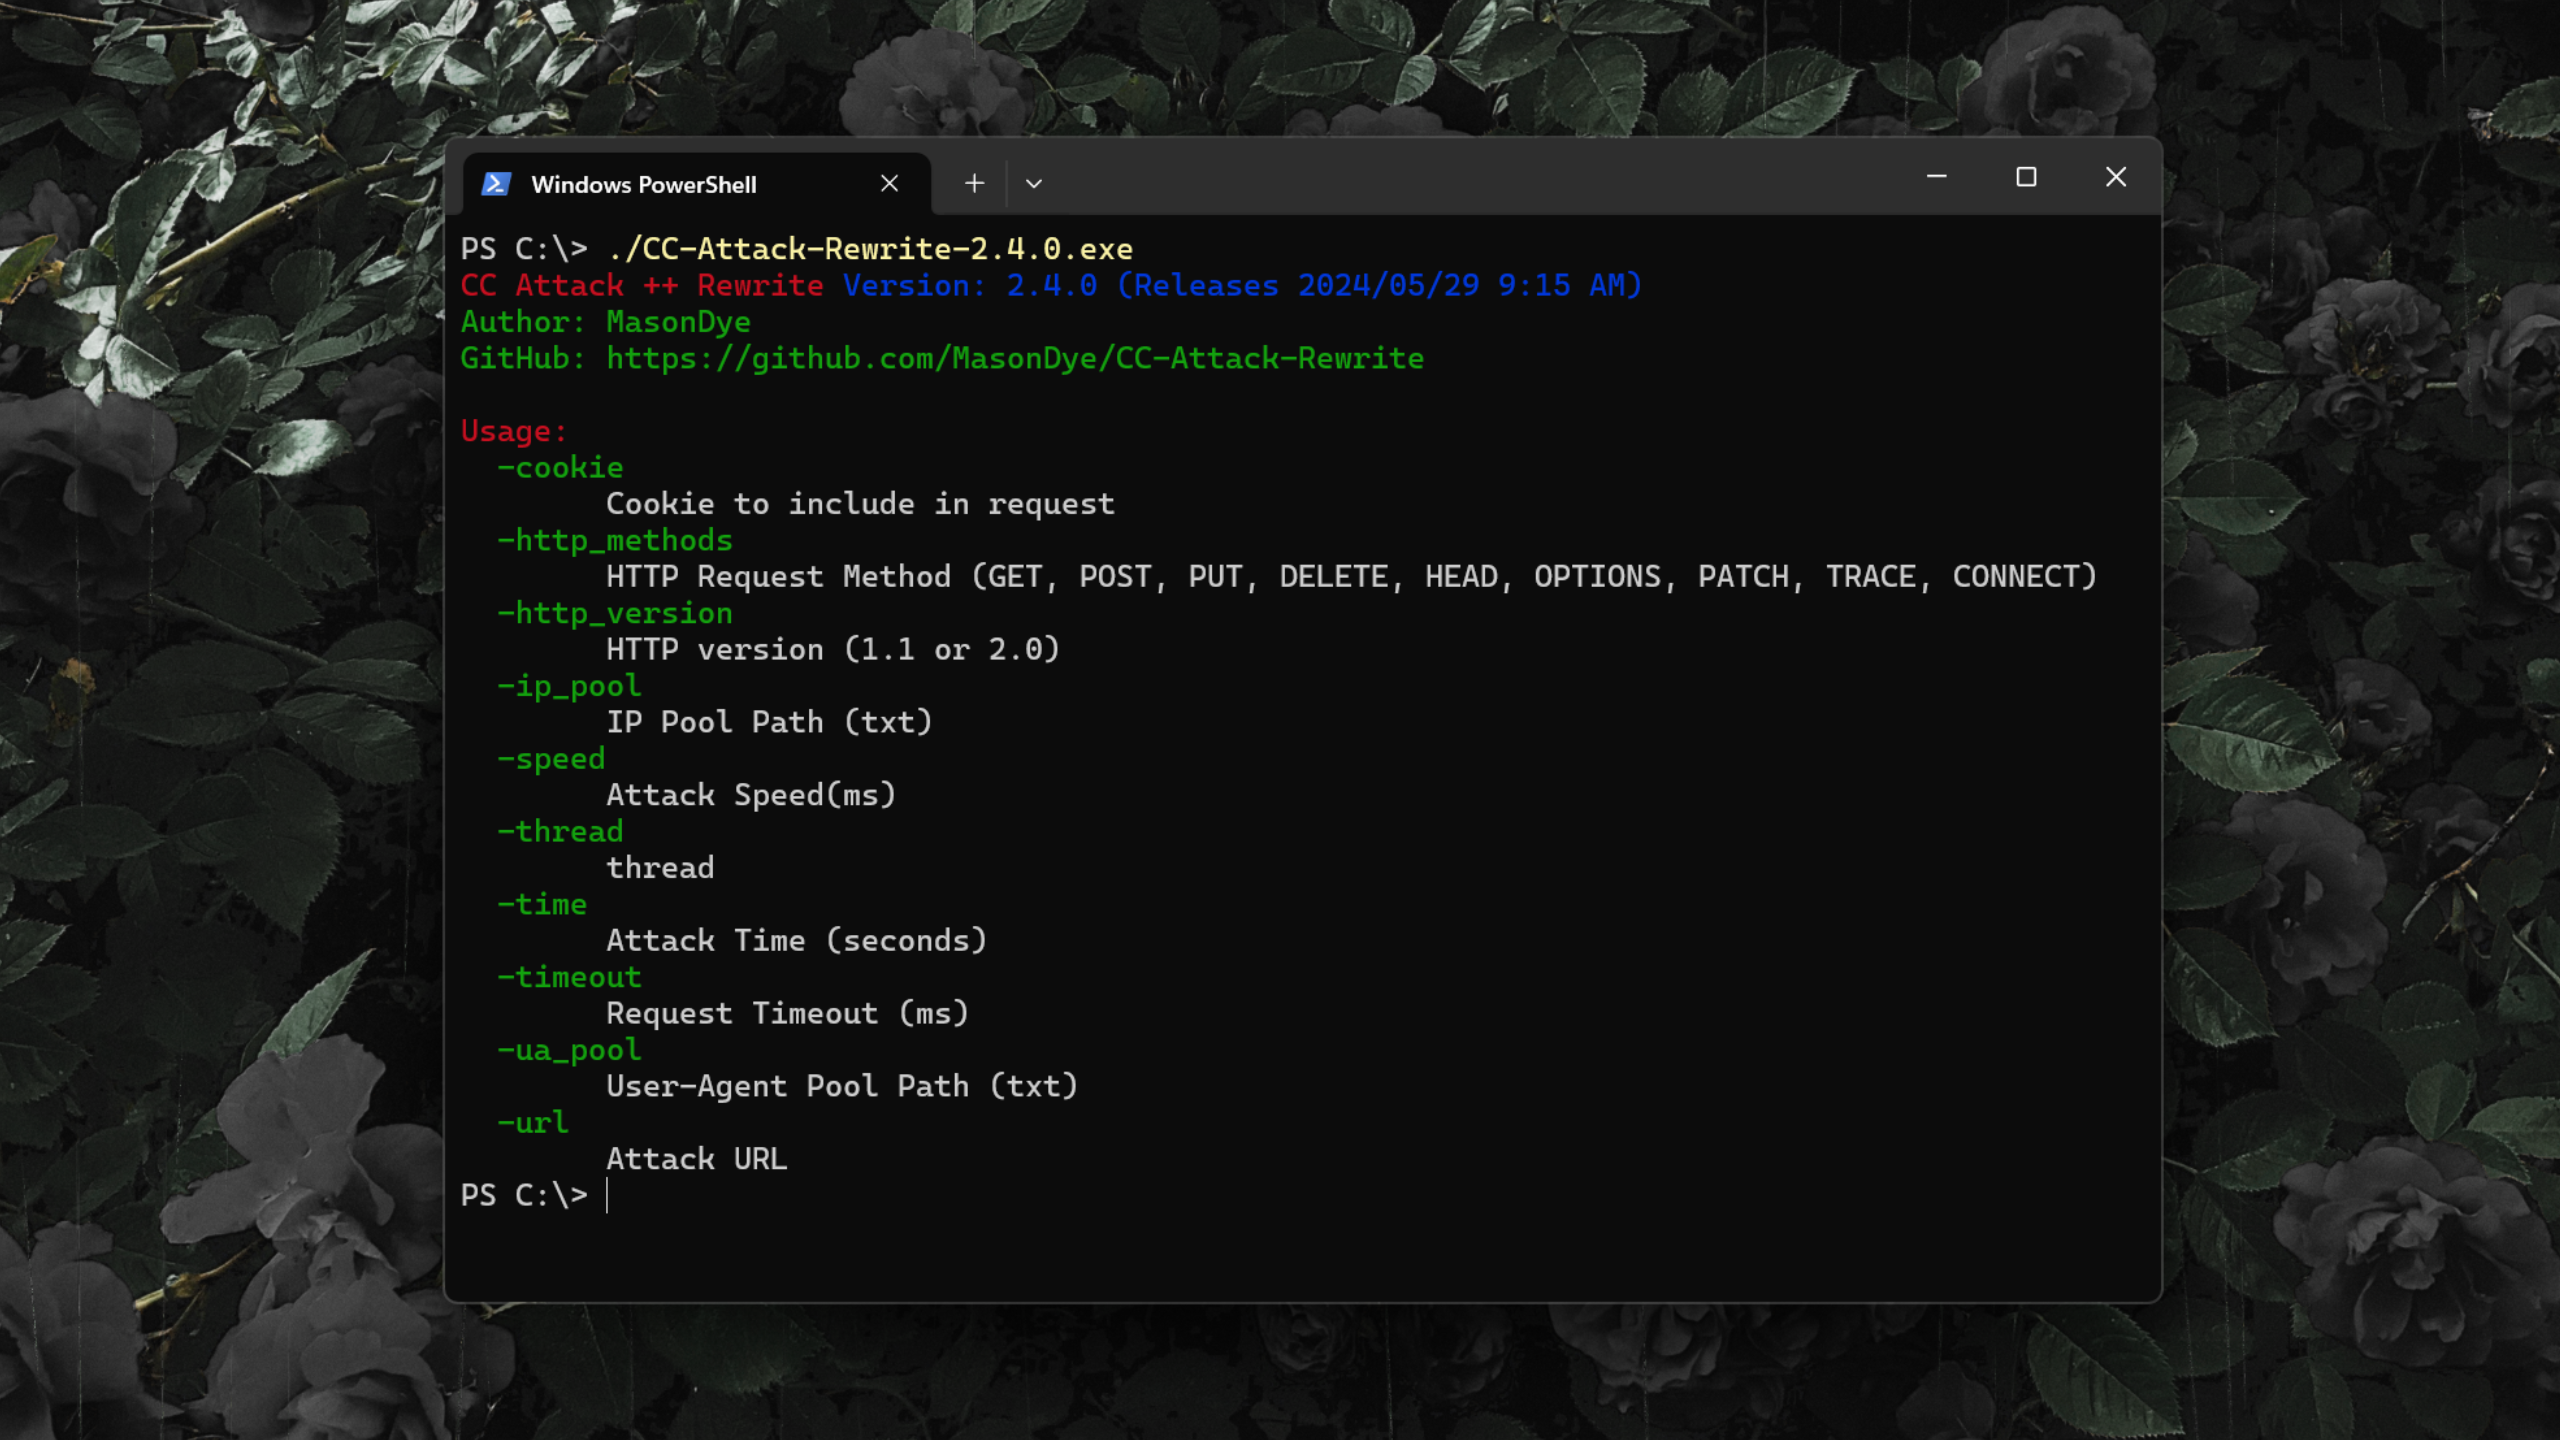 Windows PowerShell
PS C:\> ./CC-Attack-Rewrite-2.4.0.exe
CC Attack ++ Rewrite Version: 2.4.0 (Releases 2024/05/29 9:15 AM)
Author: MasonDye
GitHub: https://github.com/MasonDye/CC-Attack-Rewrite
Usage:
-cookie
Cookie to include in request
-http_methods
HTTP Request Method (GET, POST, PUT, DELETE, HEAD, OPTIONS, PATCH, TRACE, CONNECT)
-http_version
HTTP version (1.1 or 2.0)
-ip_pool
IP Pool Path (txt)
-speed
Attack Speed(ms)
-thread
thread
-time
Attack Time (seconds)
-timeout
Request Timeout (ms)
-ua_pool
User-Agent Pool Path (txt)
-url
Attack URL
PS C:\>